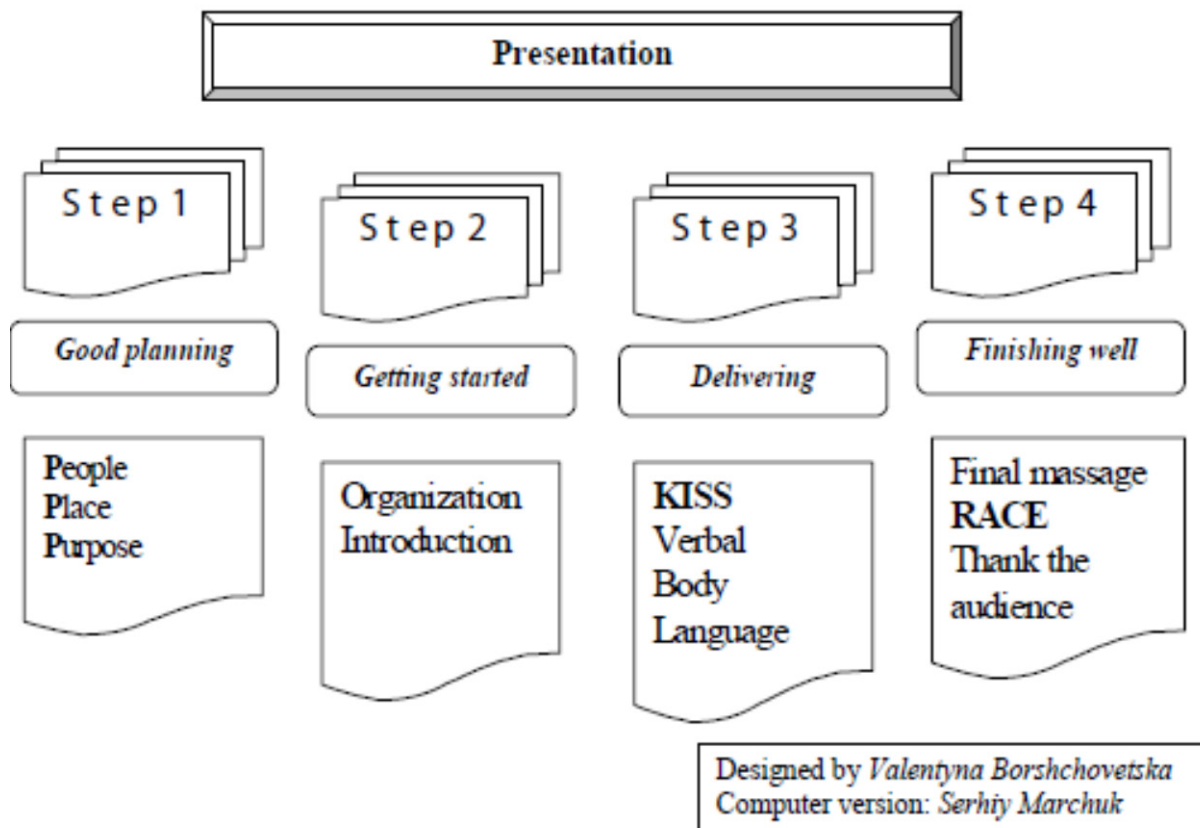 Presentation
Step 1
Good planning
People
Place
Purpose
Step 2
Getting started
Organization
Introduction
Step 3
Delivering
KISS
Verbal
Body
Language
Step 4
Finishing well
Final massage
RACE
Thank the
audience
Designed by Valentyna Borshchovetska
Computer version: Serhiy Marchuk